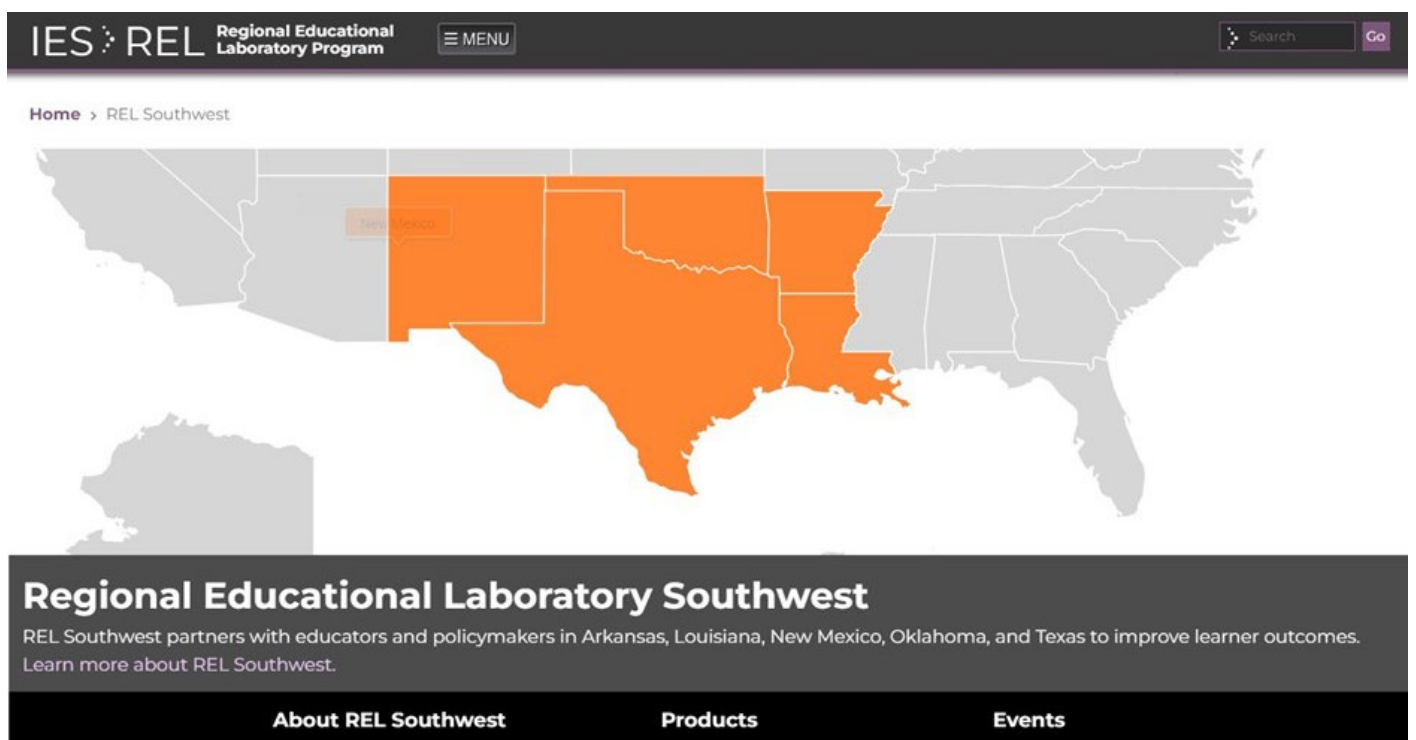 IES REL Regional Educational
Laboratory Program
☰ MENU
Search
Go
Home > REL Southwest
New Mexico
Regional Educational Laboratory Southwest
REL Southwest partners with educators and policymakers in Arkansas, Louisiana, New Mexico, Oklahoma, and Texas to improve learner outcomes.
Learn more about REL Southwest.
About REL Southwest
Products
Events